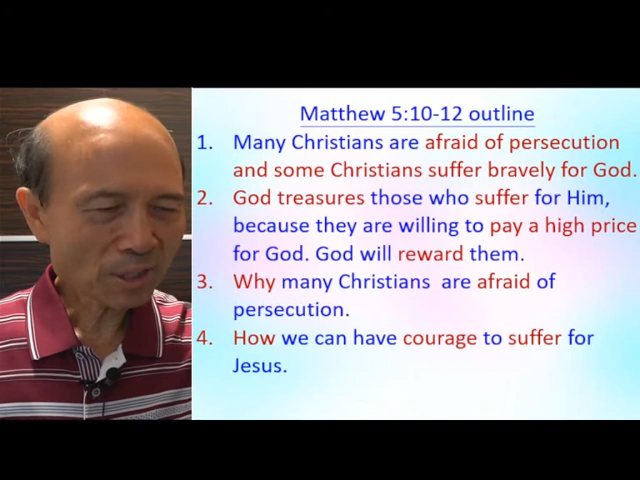 Matthew 5:10-12 outline
1. Many Christians are afraid of persecution
and some Christians suffer bravely for God.
2. God treasures those who suffer for Him,
because they are willing to pay a high price
for God. God will reward them.
3. Why many Christians are afraid of
persecution.
4. How we can have courage to suffer for
Jesus.